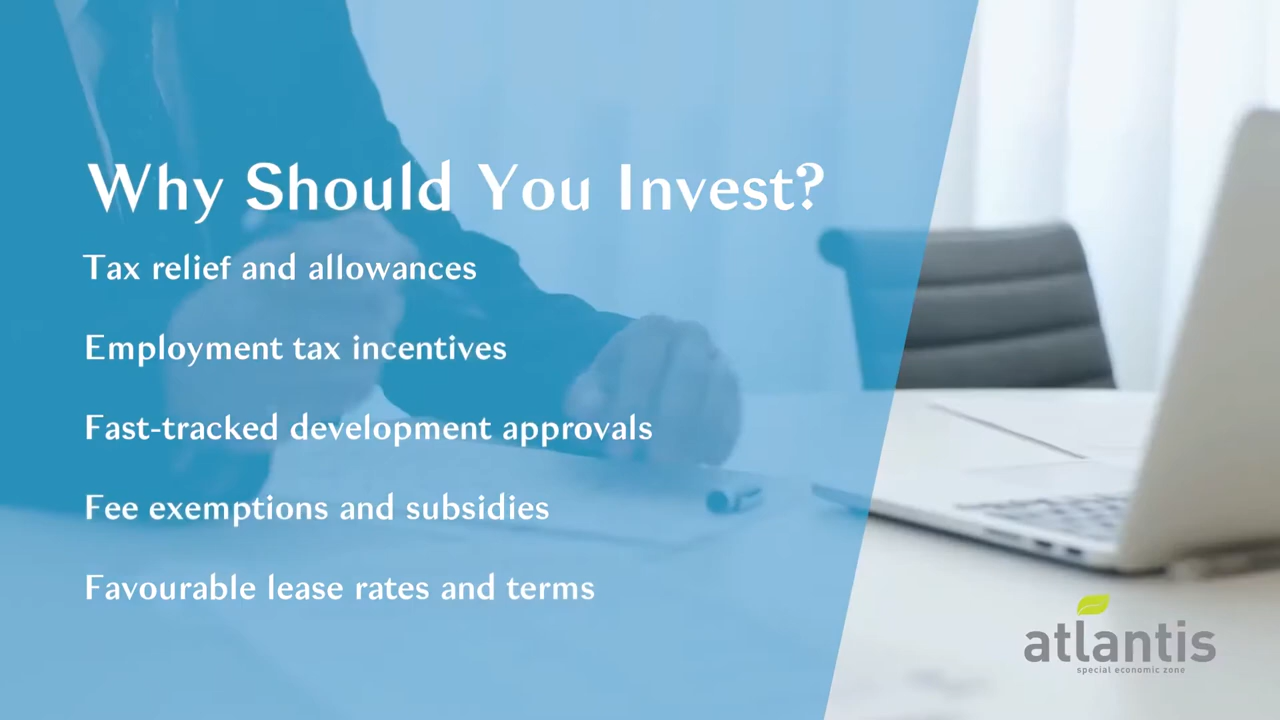 Why Should You Invest?
Tax relief and allowances
Employment tax incentives
Fast-tracked development approvals
Fee exemptions and subsidies
Favourable lease rates and terms
atlantis
special economic zone